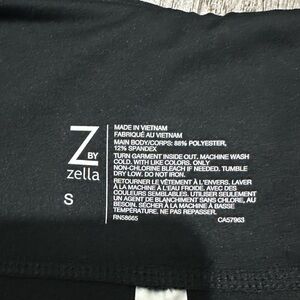 Z
BY
zella
S
MADE IN VIETNAM
FABRIQUÉ AU VIETNAM
MAIN BODY/CORPS: 88% POLYESTER,
12% SPANDEX
TURN GARMENT INSIDE OUT. MACHINE WASH
COLD. WITH LIKE COLORS. ONLY
NON-CHLORINE BLEACH IF NEEDED. TUMBLE
DRY LOW. DO NOT IRON.
RETOURNER LE VÊTEMENT À L'ENVERS. LAVER
À LA MACHINE À L'EAU FROIDE, AVEC DES
COULEURS SEMBLABLES. UTILISER SEULEMENT
UN AGENT DE BLANCHIMENT SANS CHLORE, AU
BESOIN. SÉCHER À LA MACHINE À BASSE
TEMPÉRATURE. NE PAS REPASSER.
RN58665 CA57963